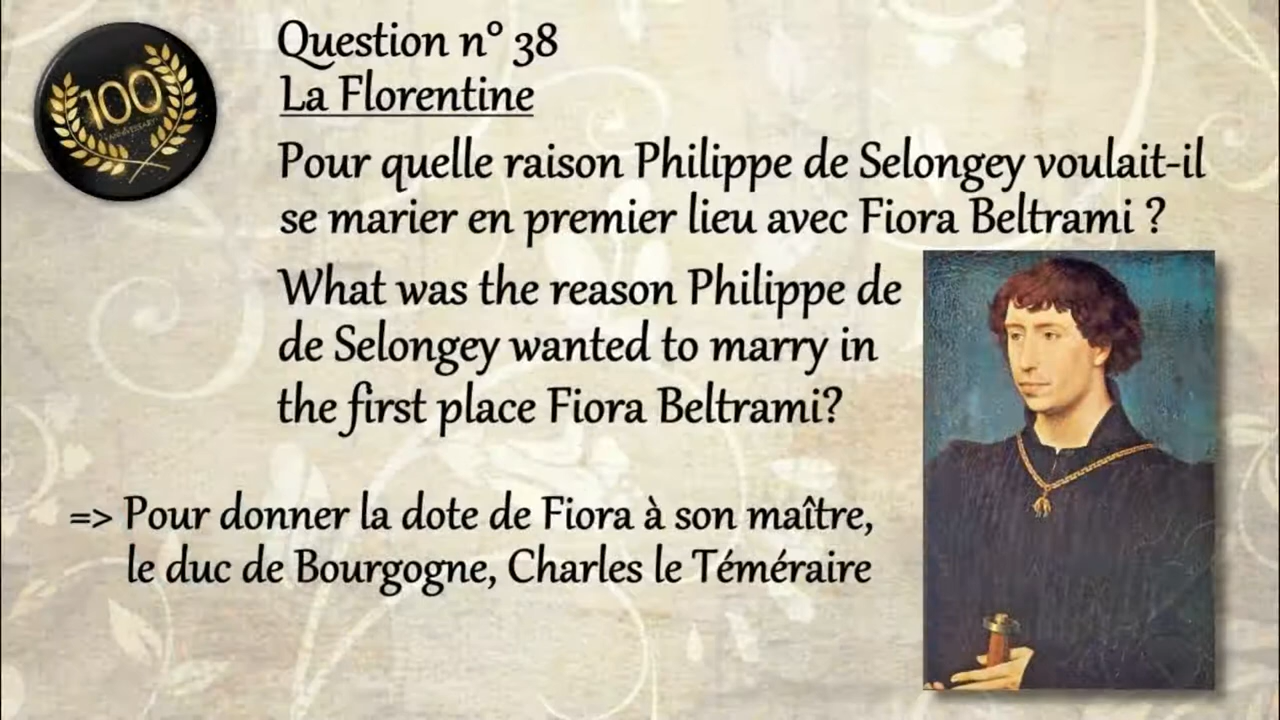 100
ANNIVERSARY
Question n° 38
La Florentine
Pour quelle raison Philippe de Selongey voulait-il
se marier en premier lieu avec Fiora Beltrami ?
What was the reason Philippe de
de Selongey wanted to marry in
the first place Fiora Beltrami?
=> Pour donner la dote de Fiora à son maître,
le duc de Bourgogne, Charles le Téméraire